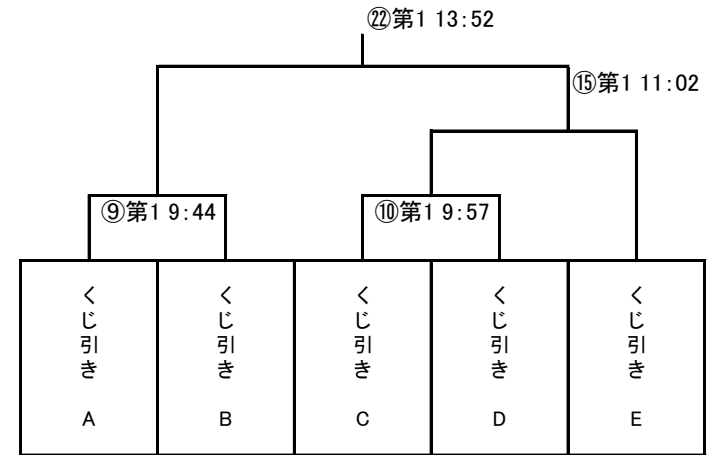 ㉒第1 13:52
⑮第1 11:02
⑨第1 9:44
⑩第1 9:57
くじ引き A
くじ引き B
くじ引き C
くじ引き D
くじ引き E